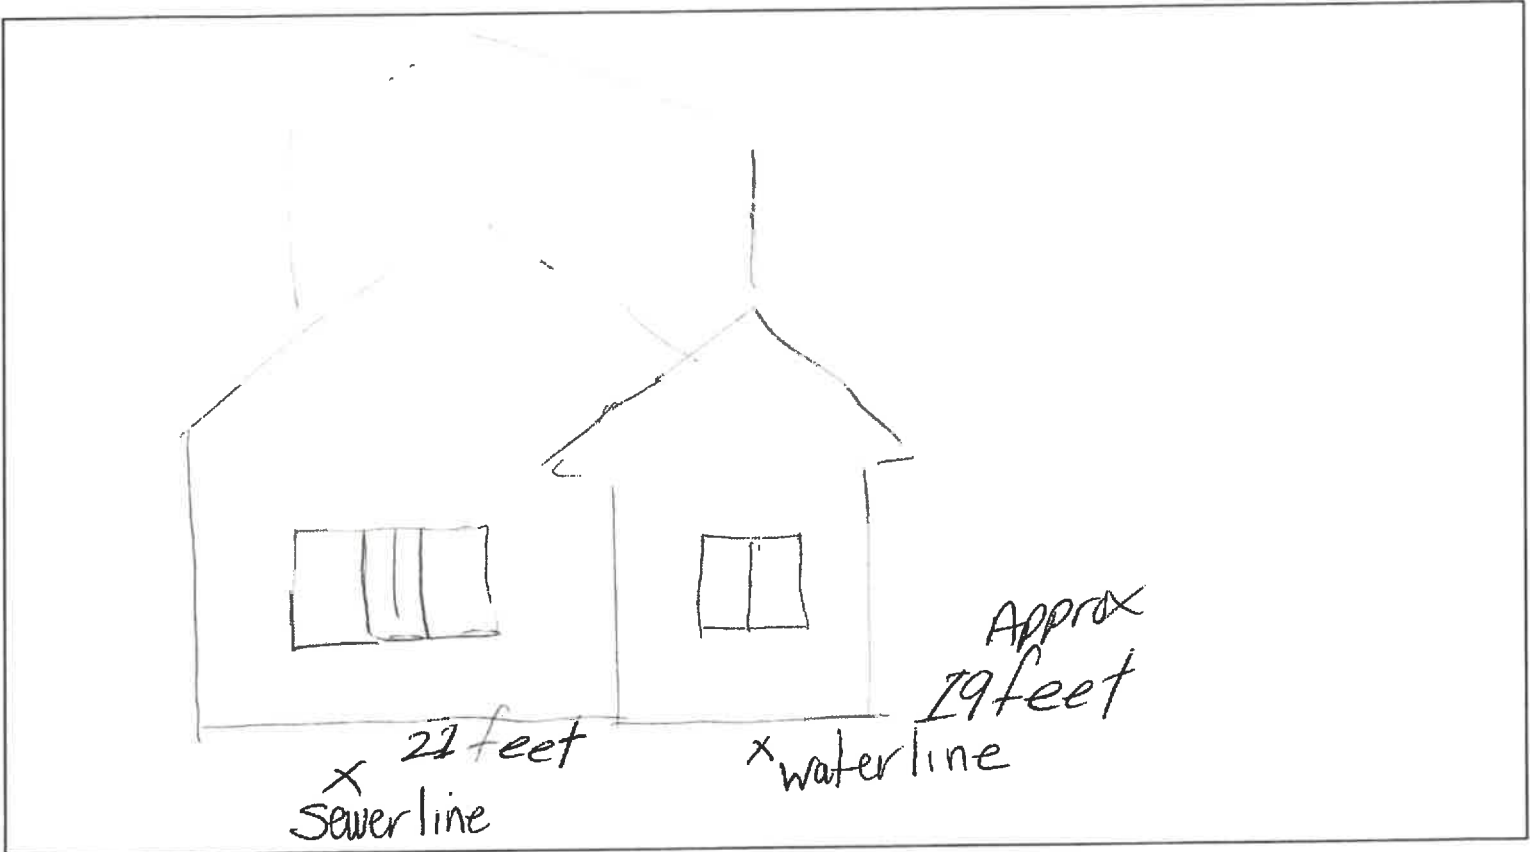 Approx
19 feet
21 feet
x waterline
x
Sewer line